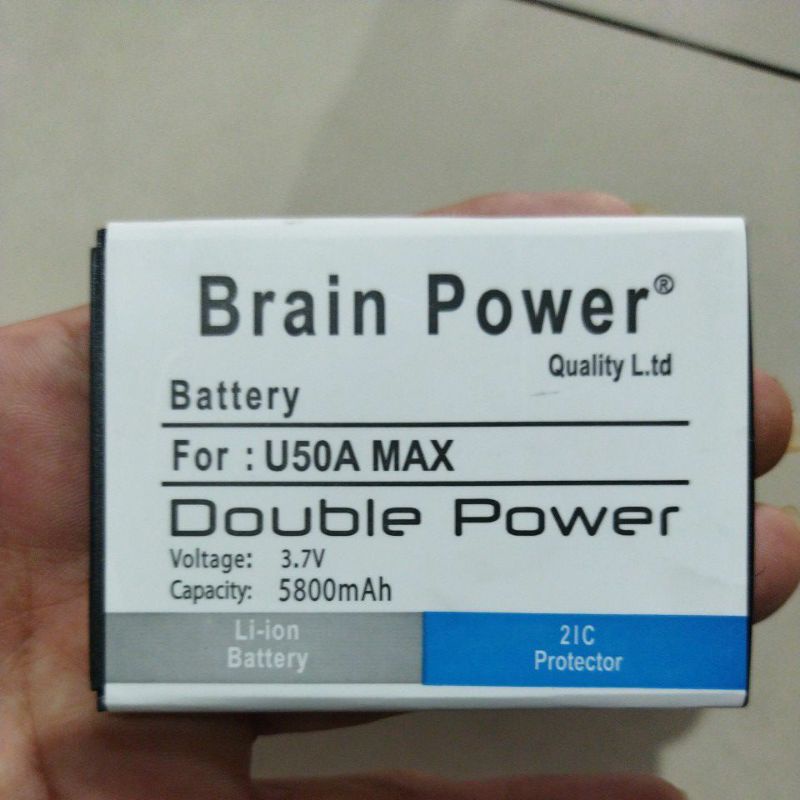 Brain Power®
Quality L.td
Battery
For : U50A MAX
Double Power
Voltage: 3.7V
Capacity: 5800mAh
Li-ion
Battery
2IC
Protector